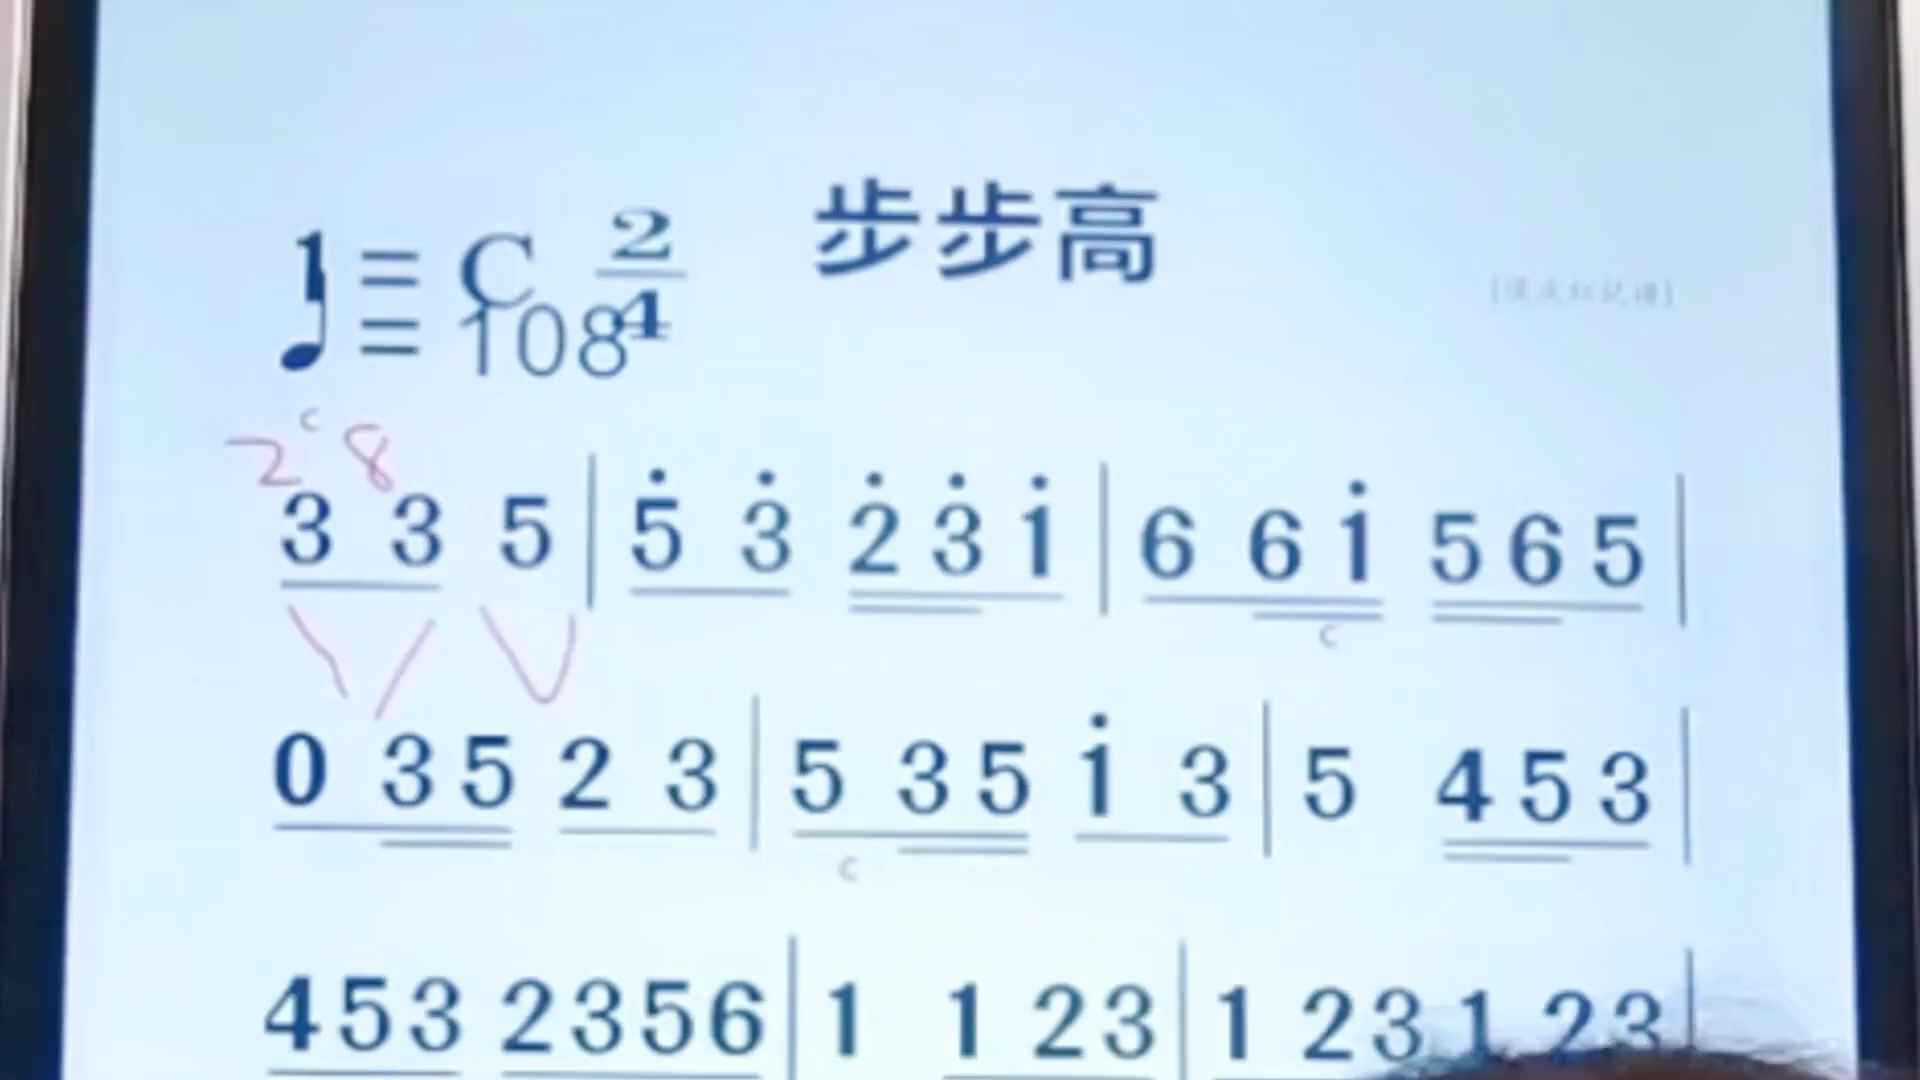 步步高
1 = C 2/4
♩ = 108
2 8
3 3 5 | 5̇ 3̇ 2̇ 3̇ 1̇ | 6 6 1̇ 5 6 5 |
0 3 5 2 3 | 5 3 5 1̇ 3 | 5 4 5 3 |
4 5 3 2 3 5 6 | 1 1 2 3 | 1 2 3 1 2 3 |